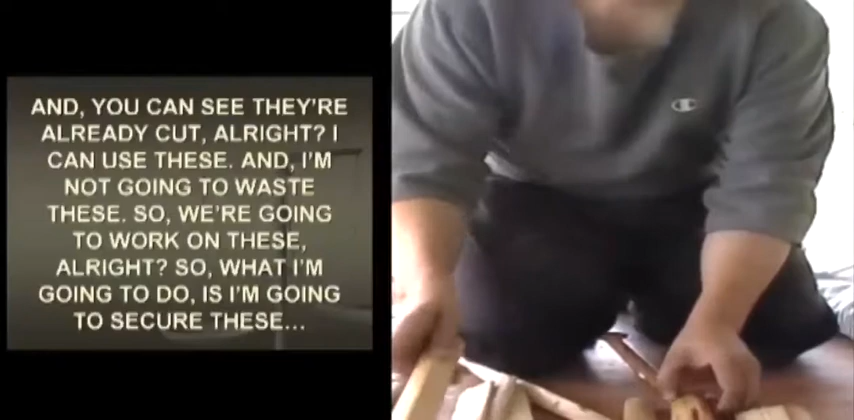 AND, YOU CAN SEE THEY'RE
ALREADY CUT, ALRIGHT? I
CAN USE THESE. AND, I'M
NOT GOING TO WASTE
THESE. SO, WE'RE GOING
TO WORK ON THESE,
ALRIGHT? SO, WHAT I'M
GOING TO DO, IS I'M GOING
TO SECURE THESE...